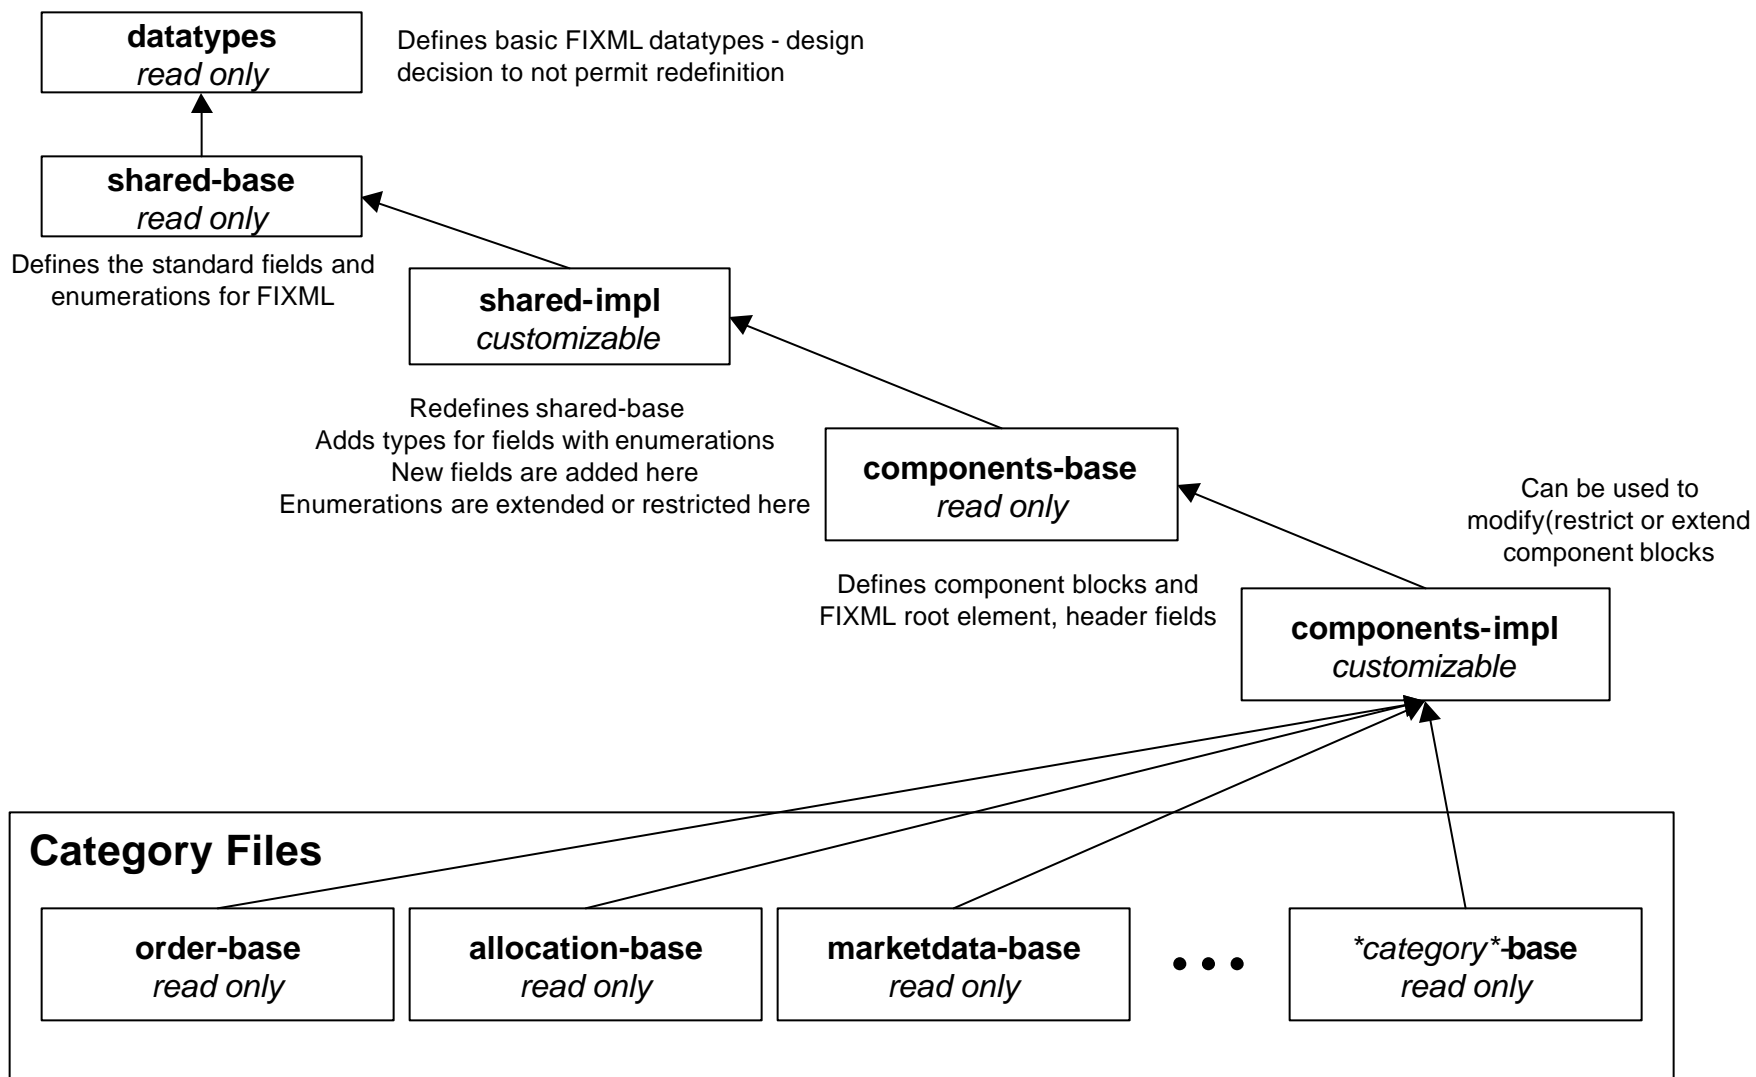 datatypes
read only
Defines basic FIXML datatypes - design
decision to not permit redefinition
shared-base
read only
Defines the standard fields and
enumerations for FIXML
shared-impl
customizable
Redefines shared-base
Adds types for fields with enumerations
New fields are added here
Enumerations are extended or restricted here
components-base
read only
Defines component blocks and
FIXML root element, header fields
Can be used to
modify(restrict or extend
component blocks
components-impl
customizable
Category Files
order-base
read only
allocation-base
read only
marketdata-base
read only
• • •
*category*-base
read only